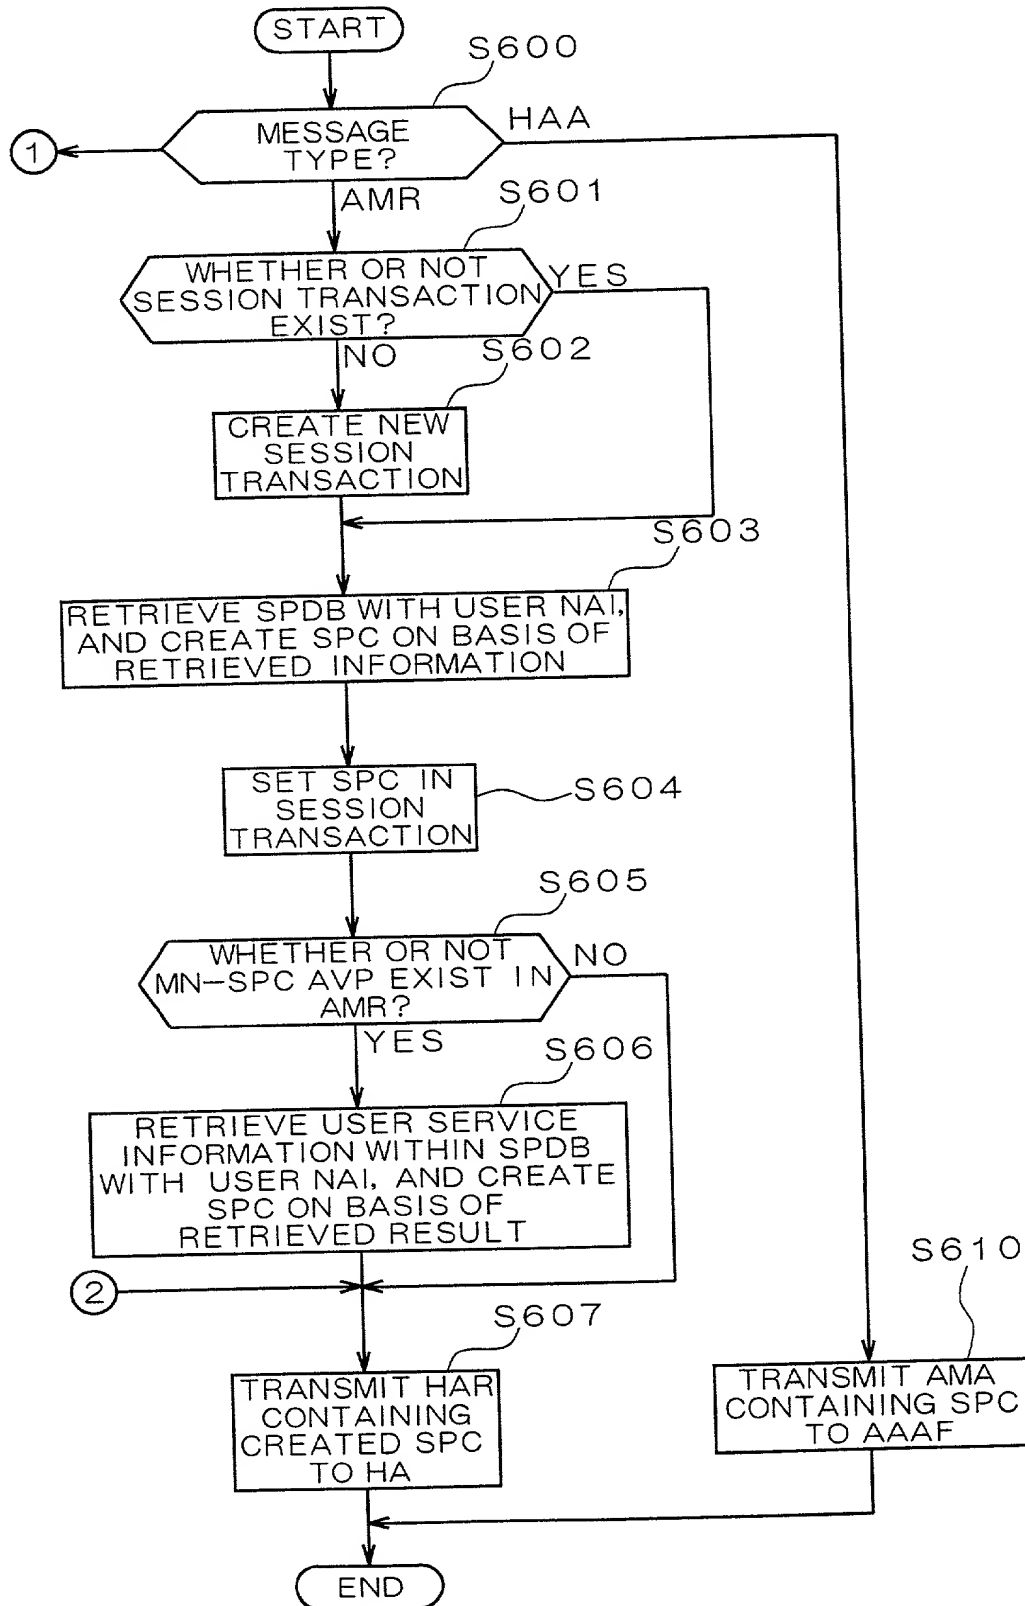 START
S600
HAA
MESSAGE
TYPE?
1
AMR
S601
WHETHER OR NOT
SESSION TRANSACTION
EXIST?
YES
NO
S602
CREATE NEW
SESSION
TRANSACTION
S603
RETRIEVE SPDB WITH USER NAI,
AND CREATE SPC ON BASIS OF
RETRIEVED INFORMATION
SET SPC IN
SESSION
TRANSACTION
S604
S605
WHETHER OR NOT
MN-SPC AVP EXIST IN
AMR?
NO
YES
S606
RETRIEVE USER SERVICE
INFORMATION WITHIN SPDB
WITH USER NAI, AND CREATE
SPC ON BASIS OF
RETRIEVED RESULT
2
S607
S610
TRANSMIT HAR
CONTAINING
CREATED SPC
TO HA
TRANSMIT AMA
CONTAINING SPC
TO AAAF
END